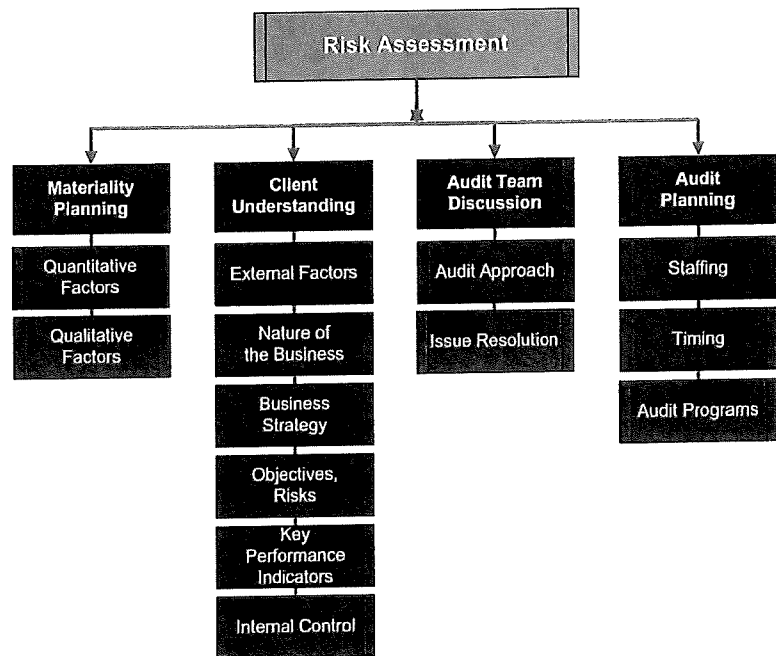 Risk Assessment
Materiality
Planning
Quantitative
Factors
Qualitative
Factors
Client
Understanding
External Factors
Nature of
the Business
Business
Strategy
Objectives,
Risks
Key
Performance
Indicators
Internal Control
Audit Team
Discussion
Audit Approach
Issue Resolution
Audit
Planning
Staffing
Timing
Audit Programs